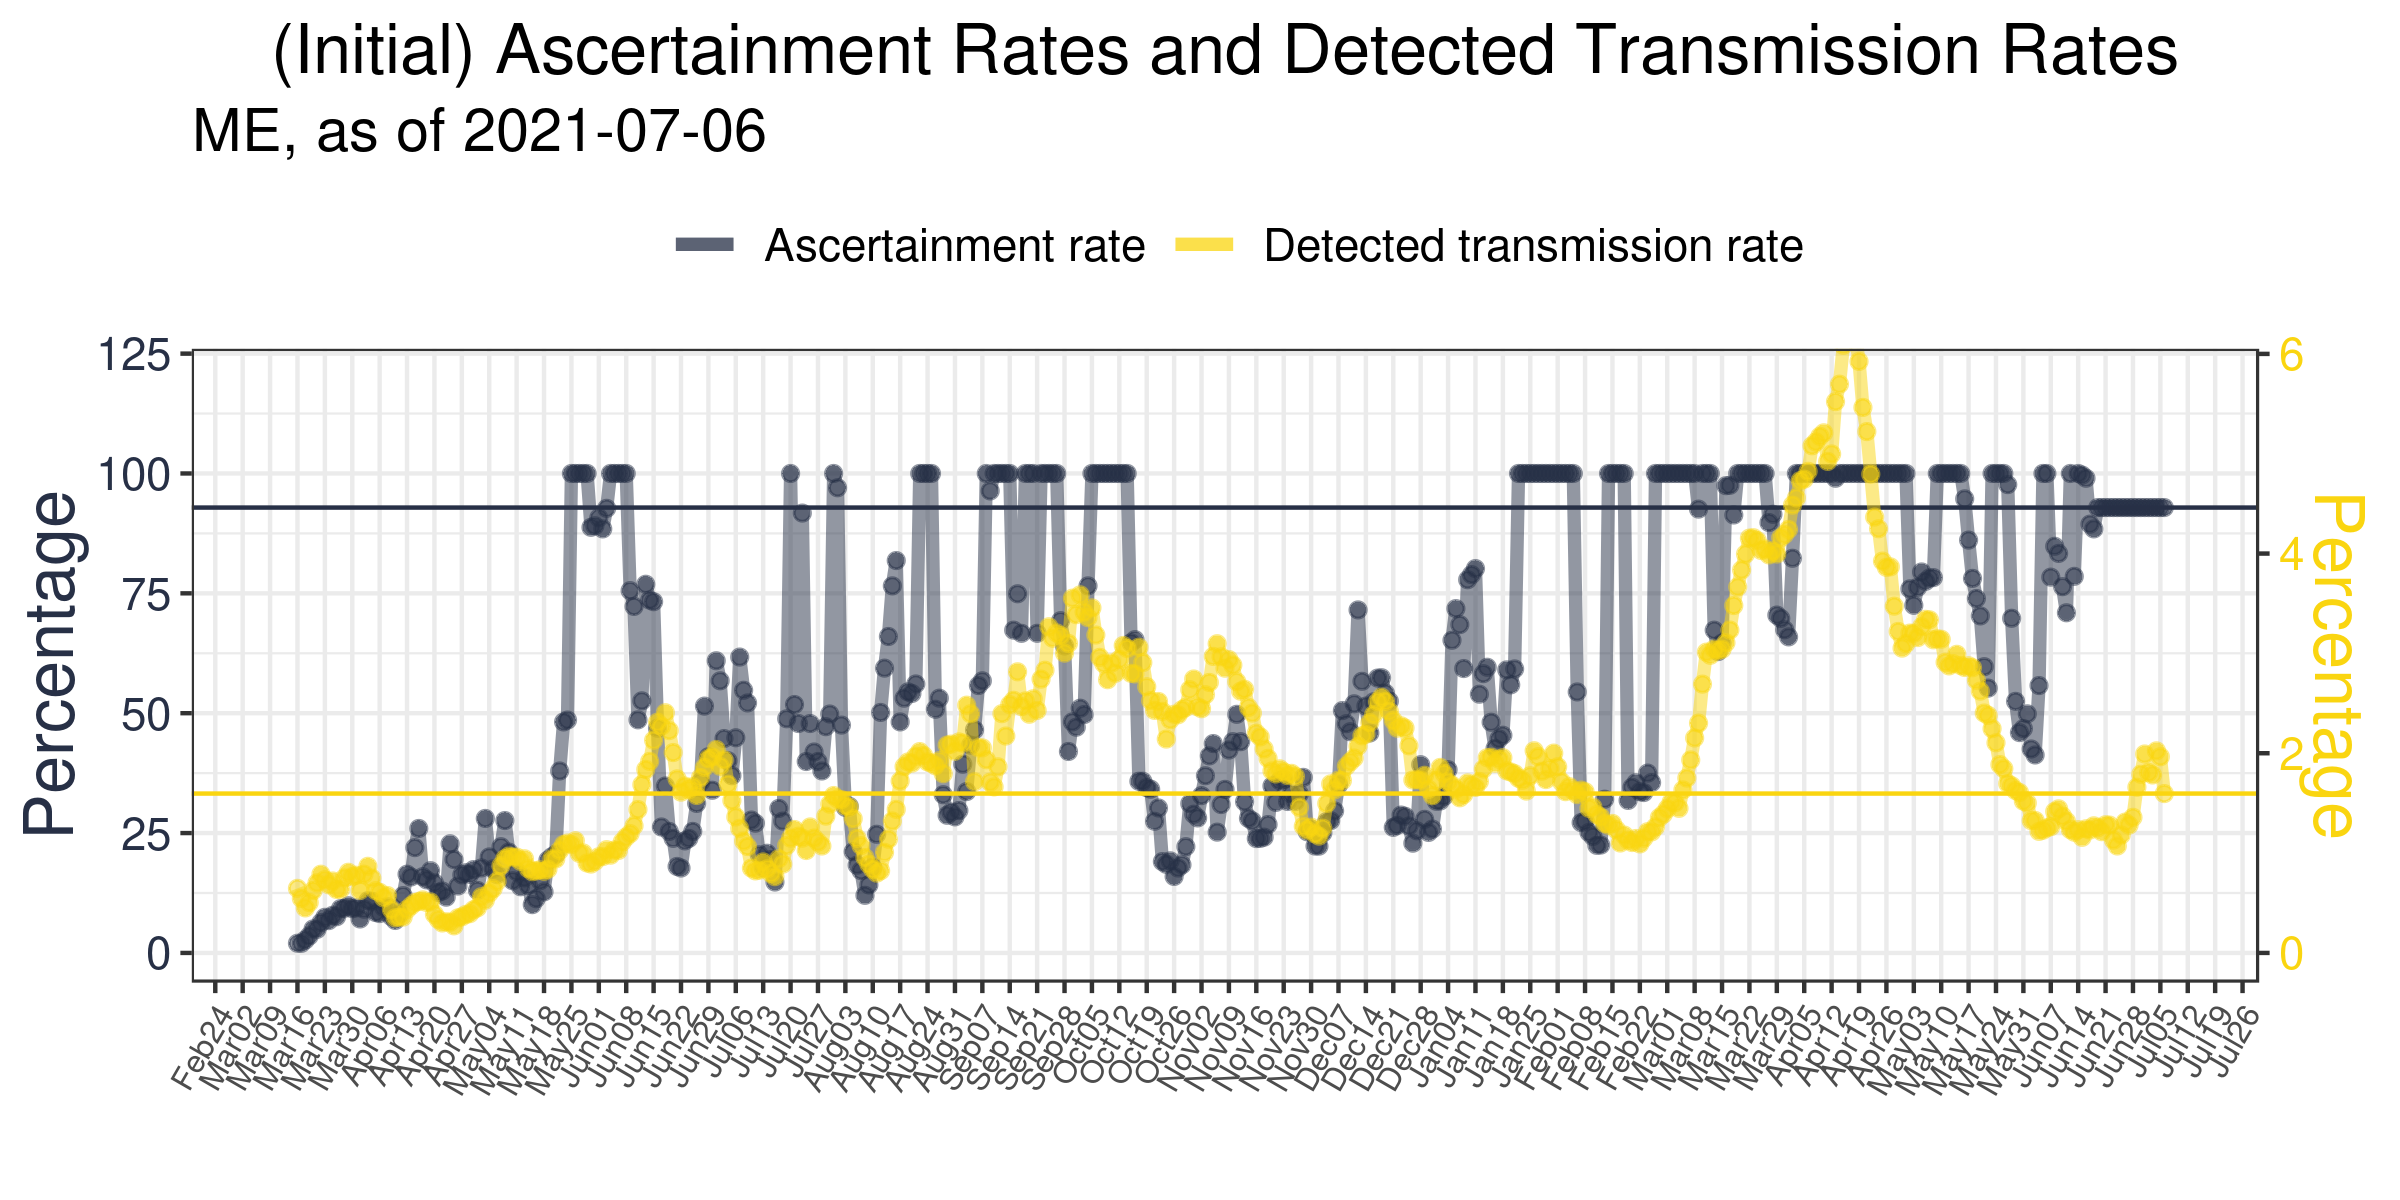 (Initial) Ascertainment Rates and Detected Transmission Rates
ME, as of 2021-07-06
Ascertainment rate
Detected transmission rate
Percentage
125
100
75
50
25
0
6
4
2
0
Percentage
Feb24
Mar02
Mar09
Mar16
Mar23
Mar30
Apr06
Apr13
Apr20
Apr27
May04
May11
May18
May25
Jun01
Jun08
Jun15
Jun22
Jun29
Jul06
Jul13
Jul20
Jul27
Aug03
Aug10
Aug17
Aug24
Aug31
Sep07
Sep14
Sep21
Sep28
Oct05
Oct12
Oct19
Oct26
Nov02
Nov09
Nov16
Nov23
Nov30
Dec07
Dec14
Dec21
Dec28
Jan04
Jan11
Jan18
Jan25
Feb01
Feb08
Feb15
Feb22
Mar01
Mar08
Mar15
Mar22
Mar29
Apr05
Apr12
Apr19
Apr26
May03
May10
May17
May24
May31
Jun07
Jun14
Jun21
Jun28
Jul05
Jul12
Jul19
Jul26